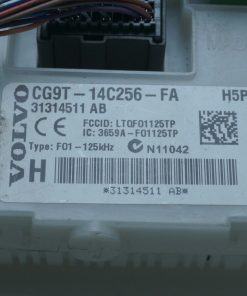 VOLVO
CG9T-14C256-FA H5P
31314511 AB
FCCID: LTQF01125TP
IC: 3659A-F01125TP
Type: F01-125kHz N11042
H
*31314511 AB*